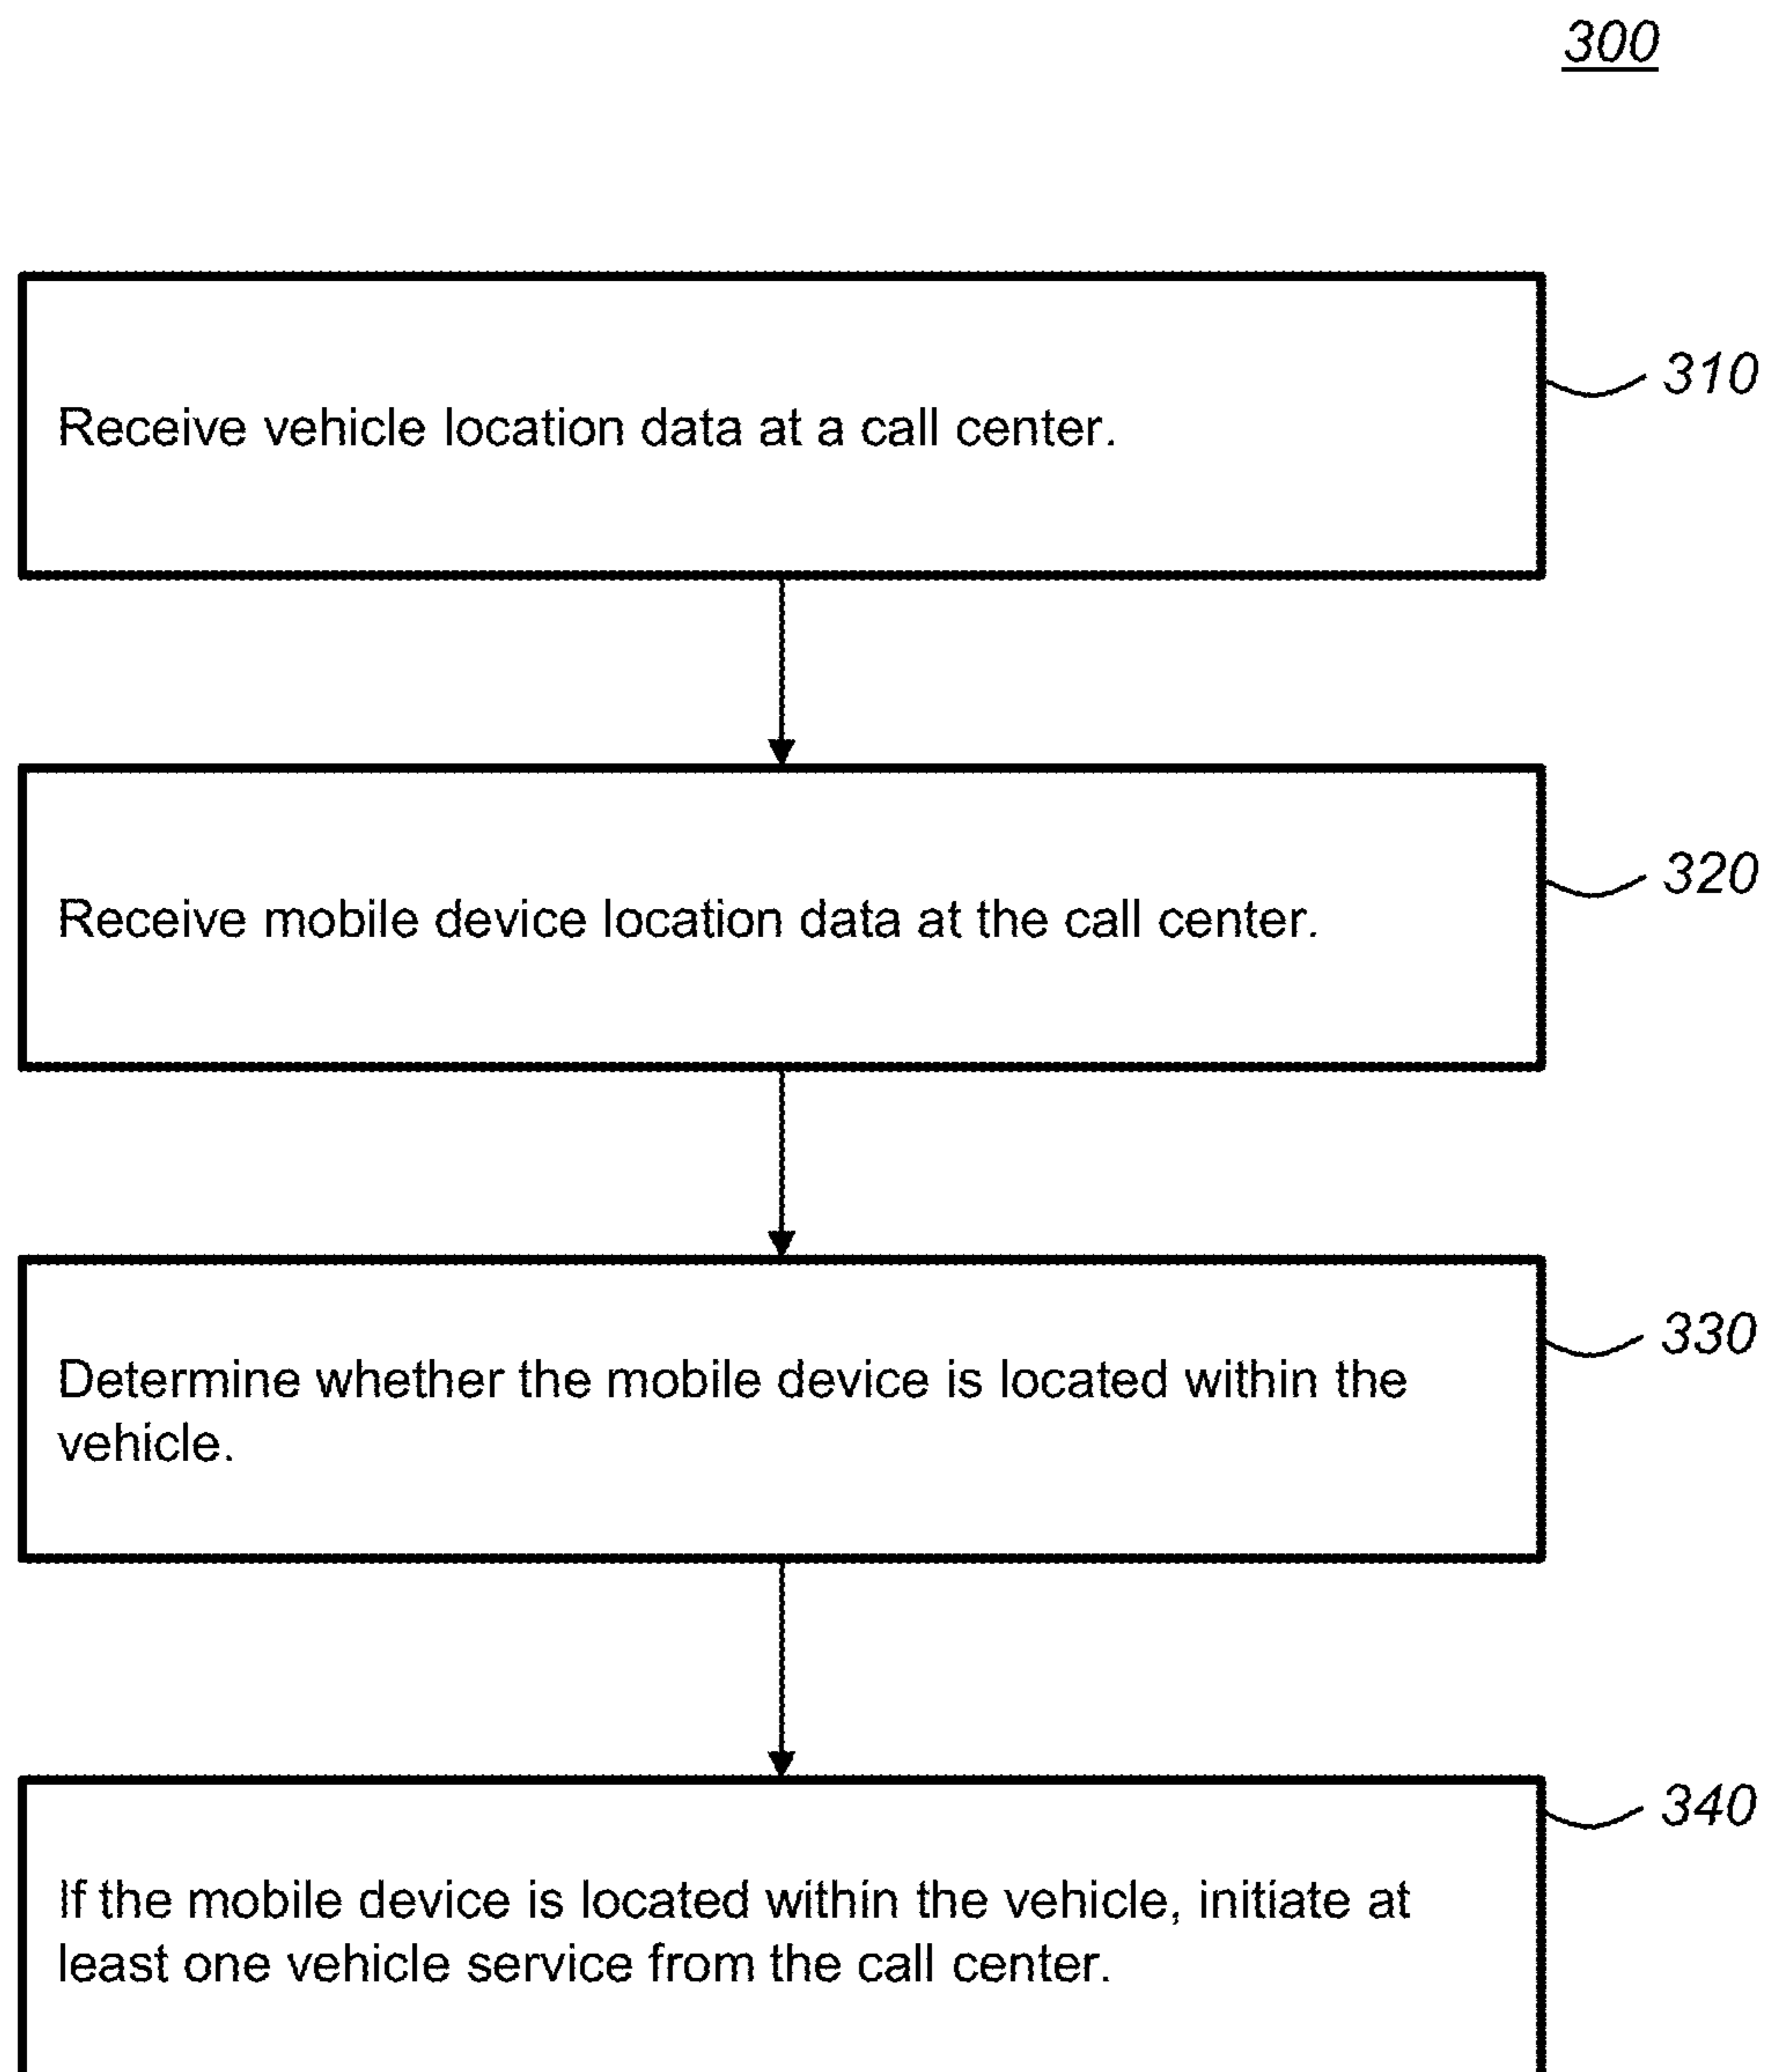 300
Receive vehicle location data at a call center.
310
Receive mobile device location data at the call center.
320
Determine whether the mobile device is located within the
vehicle.
330
If the mobile device is located within the vehicle, initiate at
least one vehicle service from the call center.
340